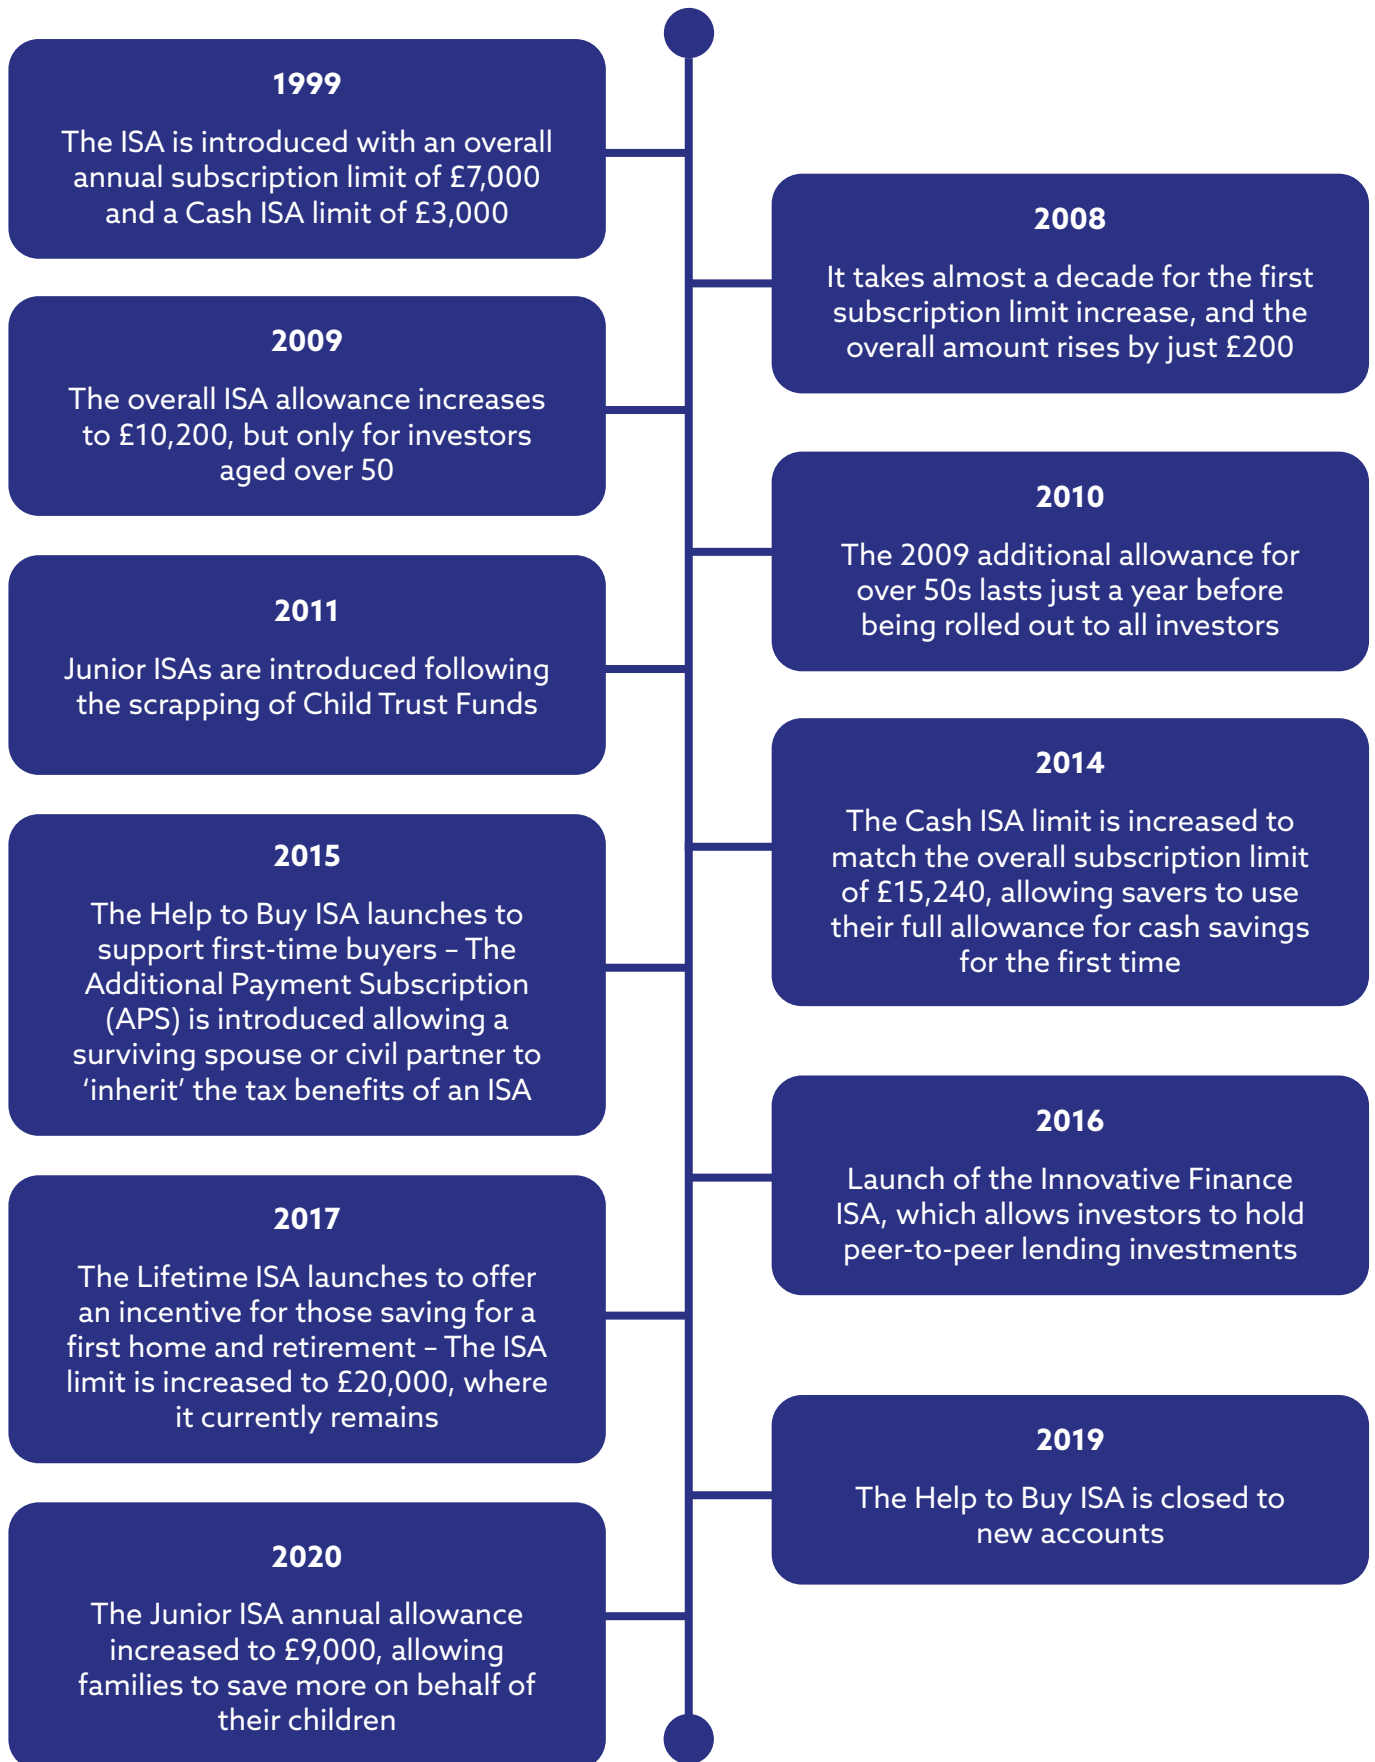 1999
The ISA is introduced with an overall
annual subscription limit of £7,000
and a Cash ISA limit of £3,000
2008
It takes almost a decade for the first
subscription limit increase, and the
overall amount rises by just £200
2009
The overall ISA allowance increases
to £10,200, but only for investors
aged over 50
2010
The 2009 additional allowance for
over 50s lasts just a year before
being rolled out to all investors
2011
Junior ISAs are introduced following
the scrapping of Child Trust Funds
2014
The Cash ISA limit is increased to
match the overall subscription limit
of £15,240, allowing savers to use
their full allowance for cash savings
for the first time
2015
The Help to Buy ISA launches to
support first-time buyers – The
Additional Payment Subscription
(APS) is introduced allowing a
surviving spouse or civil partner to
‘inherit’ the tax benefits of an ISA
2016
Launch of the Innovative Finance
ISA, which allows investors to hold
peer-to-peer lending investments
2017
The Lifetime ISA launches to offer
an incentive for those saving for a
first home and retirement – The ISA
limit is increased to £20,000, where
it currently remains
2019
The Help to Buy ISA is closed to
new accounts
2020
The Junior ISA annual allowance
increased to £9,000, allowing
families to save more on behalf of
their children